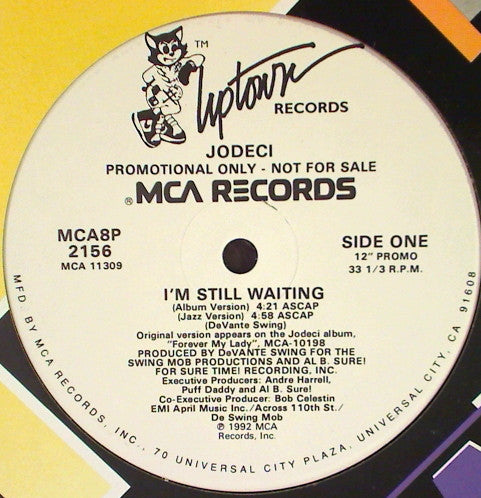 TM
Uptown
RECORDS
JODECI
PROMOTIONAL ONLY - NOT FOR SALE
® MCA RECORDS
MCA8P
2156
MCA 11309
SIDE ONE
12" PROMO
33 1/3 R.P.M.
I'M STILL WAITING
(Album Version) 4:21 ASCAP
(Jazz Version) 4:58 ASCAP
(DeVante Swing)
Original version appears on the Jodeci album,
"Forever My Lady", MCA-10198
PRODUCED BY DeVANTE SWING FOR THE
SWING MOB PRODUCTIONS AND AL B. SURE!
FOR SURE TIME! RECORDING, INC.
Executive Producers: Andre Harrell,
Puff Daddy and Al B. Sure!
Co-Executive Producer: Bob Celestin
EMI April Music Inc./Across 110th St./
De Swing Mob
℗ 1992 MCA
Records, Inc.
MFD. BY MCA RECORDS, INC., 70 UNIVERSAL CITY PLAZA, UNIVERSAL CITY, CA 91608